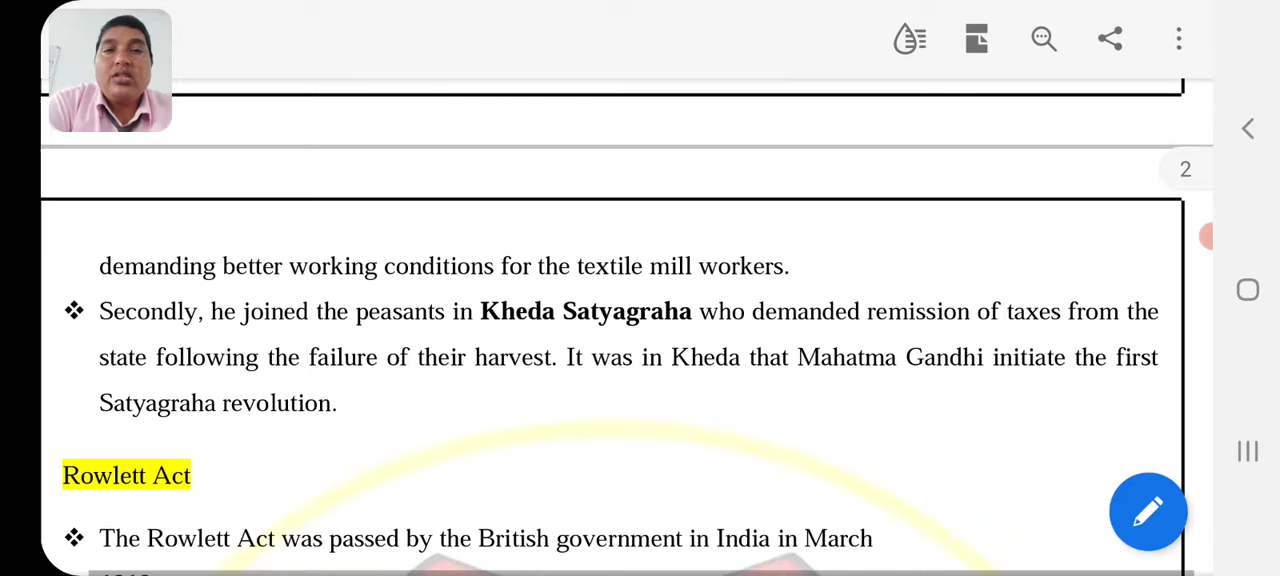 2
demanding better working conditions for the textile mill workers.
❖ Secondly, he joined the peasants in Kheda Satyagraha who demanded remission of taxes from the
state following the failure of their harvest. It was in Kheda that Mahatma Gandhi initiate the first
Satyagraha revolution.
Rowlett Act
❖ The Rowlett Act was passed by the British government in India in March